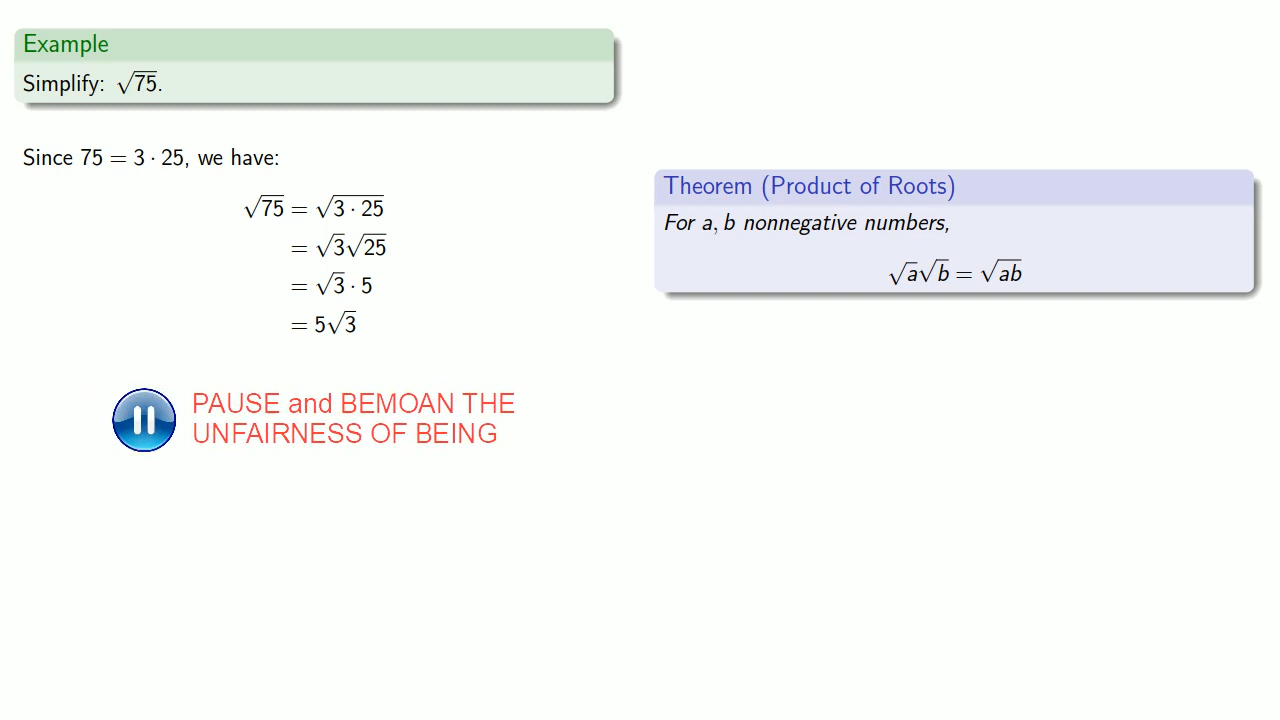 Example
Simplify: √75.
Since 75 = 3 · 25, we have:
√75 = √3 · 25
= √3√25
= √3 · 5
= 5√3
PAUSE and BEMOAN THE
UNFAIRNESS OF BEING
Theorem (Product of Roots)
For a, b nonnegative numbers,
√a√b = √ab